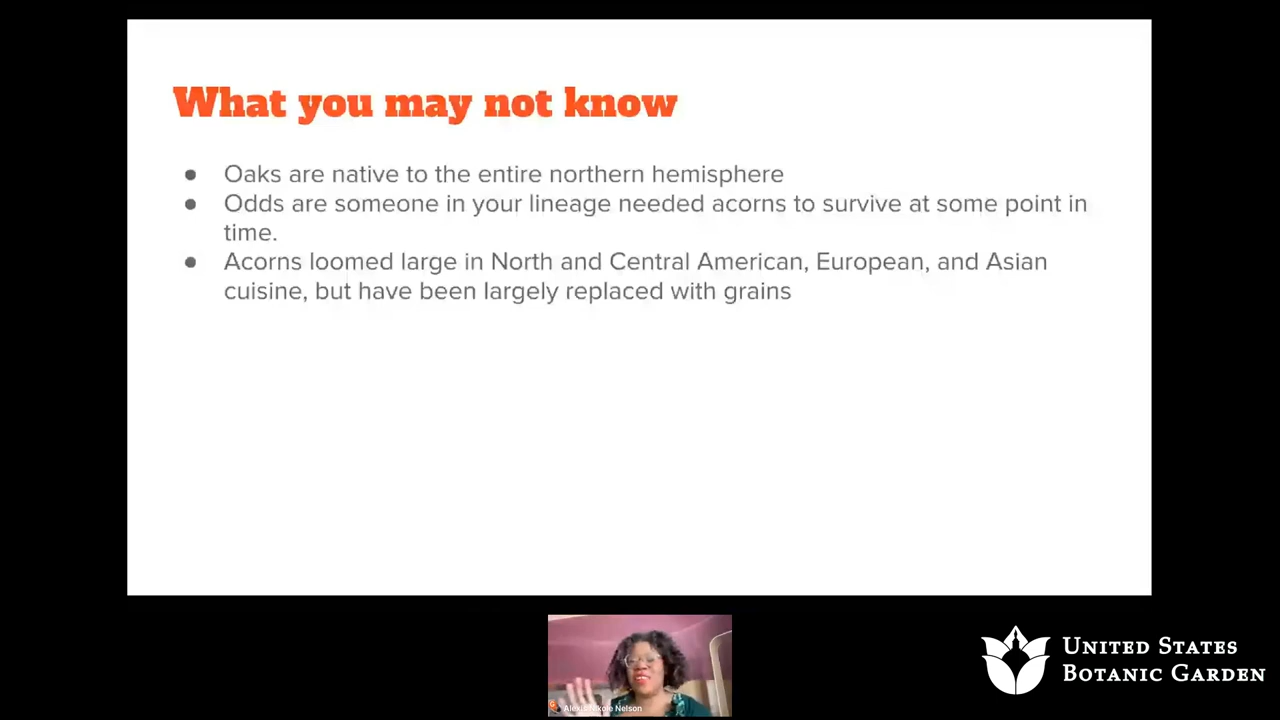 What you may not know
● Oaks are native to the entire northern hemisphere
● Odds are someone in your lineage needed acorns to survive at some point in
time.
● Acorns loomed large in North and Central American, European, and Asian
cuisine, but have been largely replaced with grains
Nelson
UNITED STATES
BOTANIC GARDEN